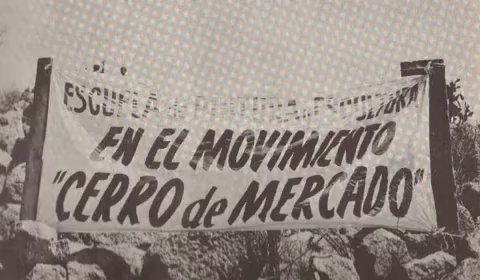 ESCUELA de PINTURA y ESCULTURA
EN EL MOVIMIENTO
"CERRO de MERCADO"